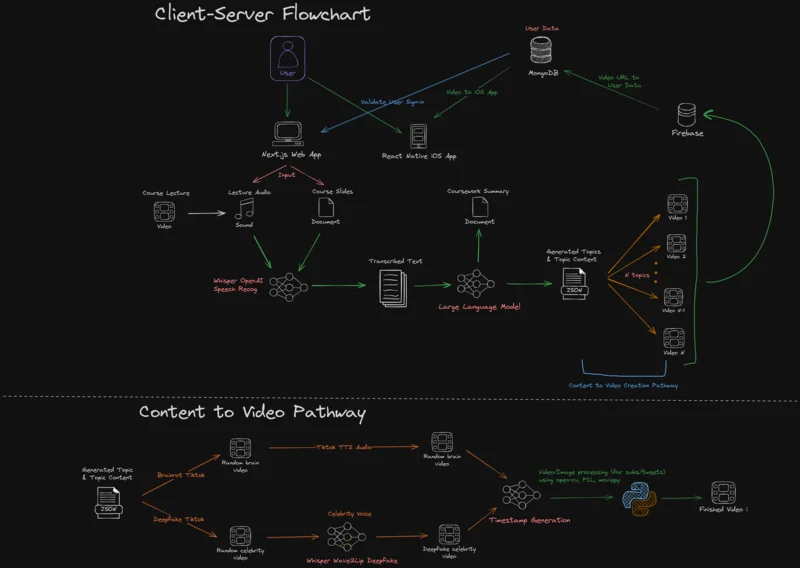 Client-Server Flowchart
User Data
User
MongoDB
Video URL to
User Data
Validate User Sign-in
Video to iOS App
Firebase
Next.js Web App
React Native iOS App
Input
Course Lecture
Lecture Audio
Course Slides
Coursework Summary
Video
Sound
Document
Document
Video 1
Generated Topics
& Topic Content
Video 2
Transcribed Text
Whisper OpenAI
Speech Recog
N topics
JSON
Large Language Model
Video N-1
Video N
Content to Video Creation Pathway
Content to Video Pathway
Generated Topic
& Topic Content
JSON
Brainrot Tiktok
Random brain
video
Tiktok TTS Audio
Random brain
video
Deepfake Tiktok
Random celebrity
video
Celebrity Voice
Whisper Wave2Lip Deepfake
Deepfake celebrity
video
Timestamp Generation
Video/Image processing (for subs/tweets)
using opencv, PIL, moviepy
Finished Video i